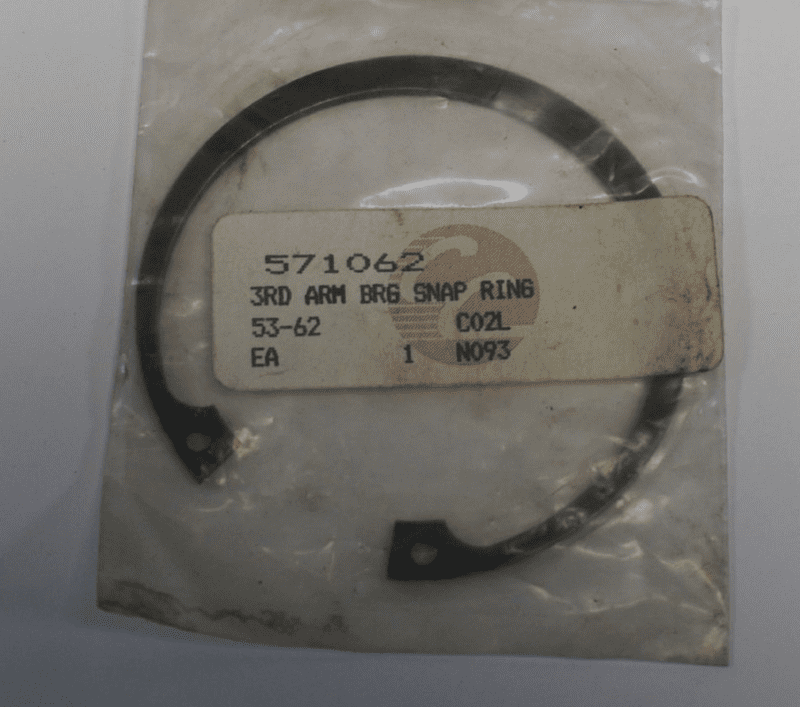 571062
3RD ARM BRG SNAP RING
53-62 C02L
EA 1 N093